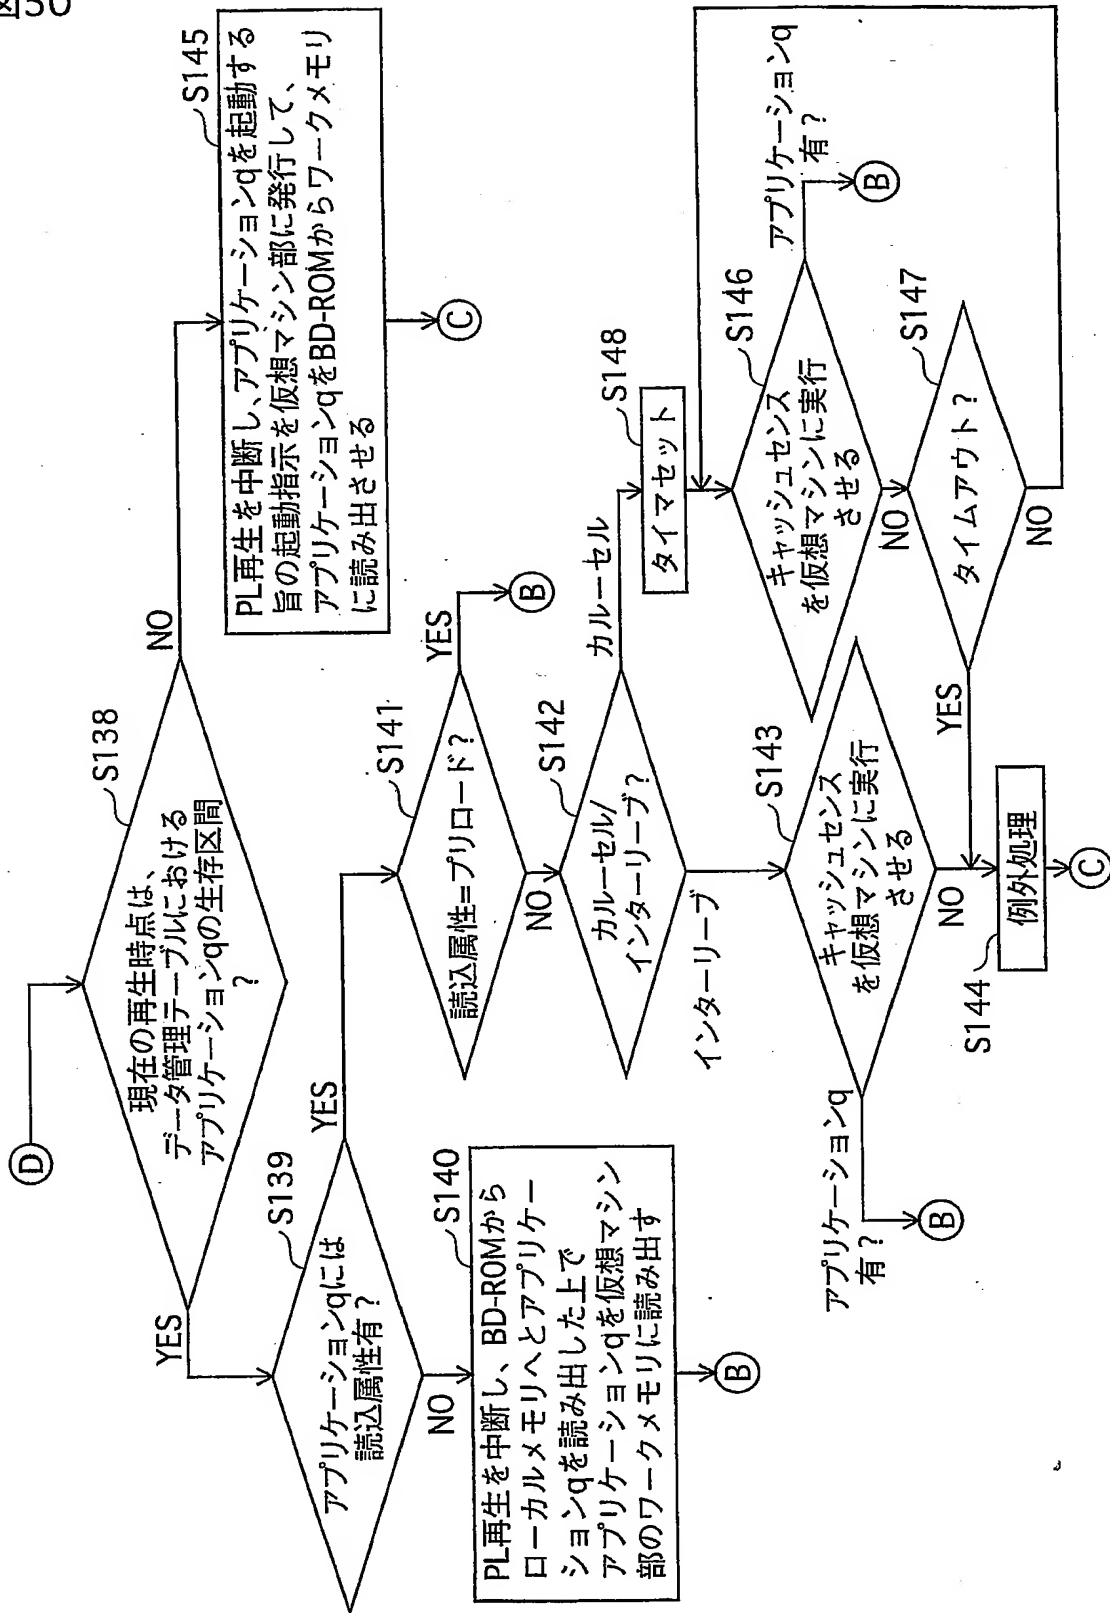 図50
D
S138
現在の再生時点は、
データ管理テーブルにおける
アプリケーションqの生存区間
?
YES
NO
S145
PL再生を中断し、アプリケーションqを起動する
旨の起動指示を仮想マシン部に発行して、
アプリケーションqをBD-ROMからワークメモリ
に読み出させる
C
S139
アプリケーションqには
読込属性有?
YES
NO
S140
PL再生を中断し、BD-ROMから
ローカルメモリへとアプリケー
ションqを読み出した上で
アプリケーションqを仮想マシン
部のワークメモリに読み出す
B
S141
読込属性=プリロード?
YES
B
NO
S142
カルーセル/
インターリーブ?
カルーセル
インターリーブ
S148
タイマセット
S143
キャッシュセンス
を仮想マシンに実行
させる
アプリケーションq
有?
B
NO
S146
キャッシュセンス
を仮想マシンに実行
させる
アプリケーションq
有?
B
NO
S147
タイムアウト?
YES
NO
S144
例外処理
C